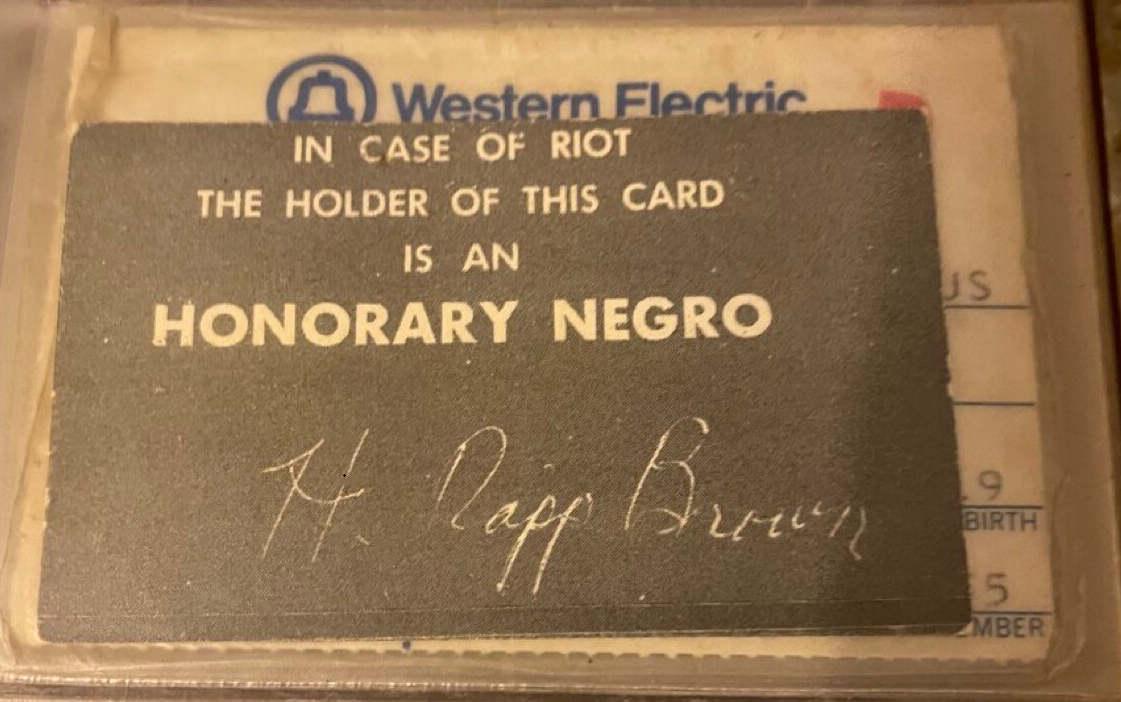 Western Electric
IN CASE OF RIOT
THE HOLDER OF THIS CARD
IS AN
HONORARY NEGRO
H. Rapp Brown
US
9
BIRTH
5
MBER